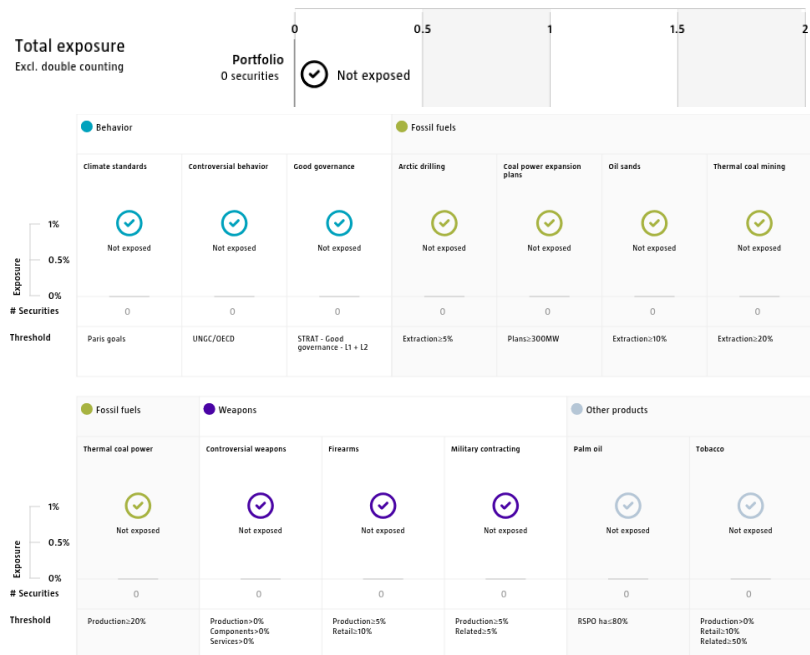 0 0.5 1 1.5 2
Total exposure
Excl. double counting
Portfolio
0 securities
Not exposed
Behavior
Fossil fuels
Climate standards
Controversial behavior
Good governance
Arctic drilling
Coal power expansion
plans
Oil sands
Thermal coal mining
Not exposed
Not exposed
Not exposed
Not exposed
Not exposed
Not exposed
Not exposed
Exposure
1%
0.5%
0%
# Securities
0 0 0 0 0 0 0
Threshold
Paris goals
UNGC/OECD
STRAT - Good
governance - L1 + L2
Extraction≥5%
Plans≥300MW
Extraction≥10%
Extraction≥20%
Fossil fuels
Weapons
Other products
Thermal coal power
Controversial weapons
Firearms
Military contracting
Palm oil
Tobacco
Not exposed
Not exposed
Not exposed
Not exposed
Not exposed
Not exposed
Exposure
1%
0.5%
0%
# Securities
0 0 0 0 0 0
Threshold
Production≥20%
Production>0%
Components>0%
Services>0%
Production≥5%
Retail≥10%
Production≥5%
Related≥5%
RSPO ha≤80%
Production>0%
Retail≥10%
Related≥50%